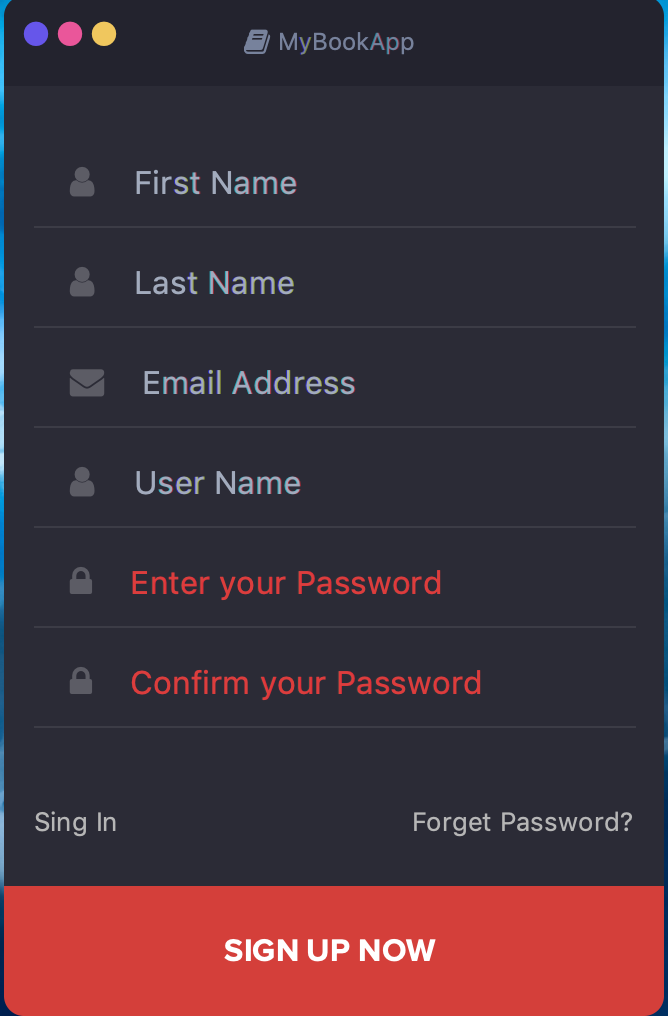 MyBookApp
First Name
Last Name
Email Address
User Name
Enter your Password
Confirm your Password
Sing In
Forget Password?
SIGN UP NOW